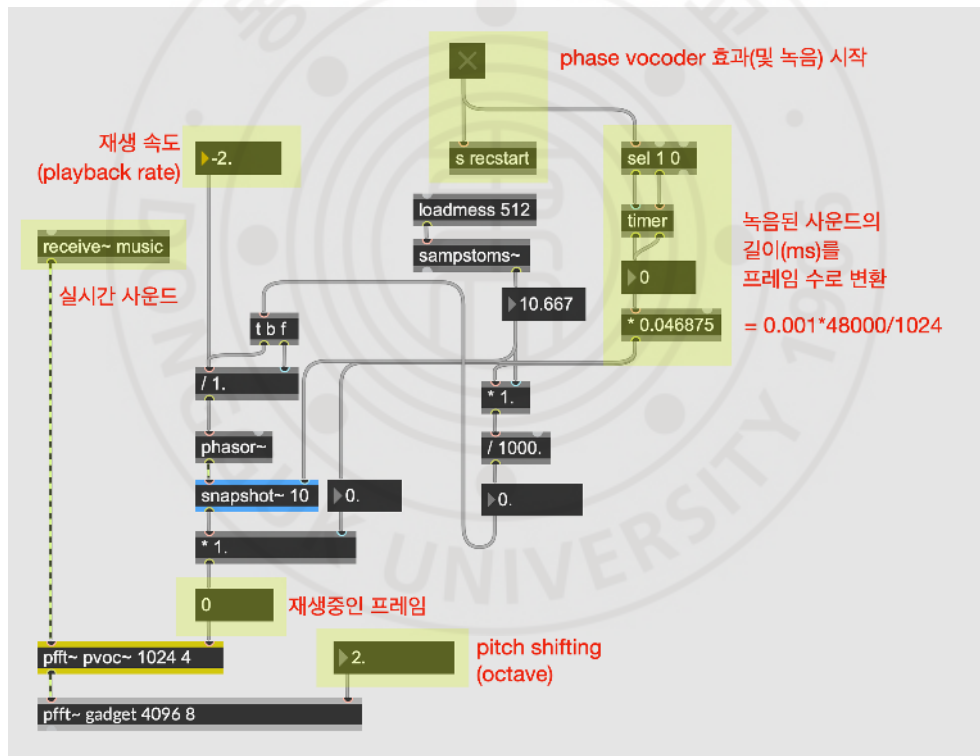 phase vocoder 효과(및 녹음) 시작
재생 속도
(playback rate)
-2.
s recstart
sel 1 0
loadmess 512
timer
녹음된 사운드의
길이(ms)를
프레임 수로 변환
receive~ music
sampstoms~
실시간 사운드
10.667
0
* 0.046875
= 0.001*48000/1024
t b f
/ 1.
* 1.
phasor~
/ 1000.
snapshot~ 10
0.
0.
* 1.
0
재생중인 프레임
pfft~ pvoc~ 1024 4
2.
pitch shifting
(octave)
pfft~ gadget 4096 8
UNIVERSITY